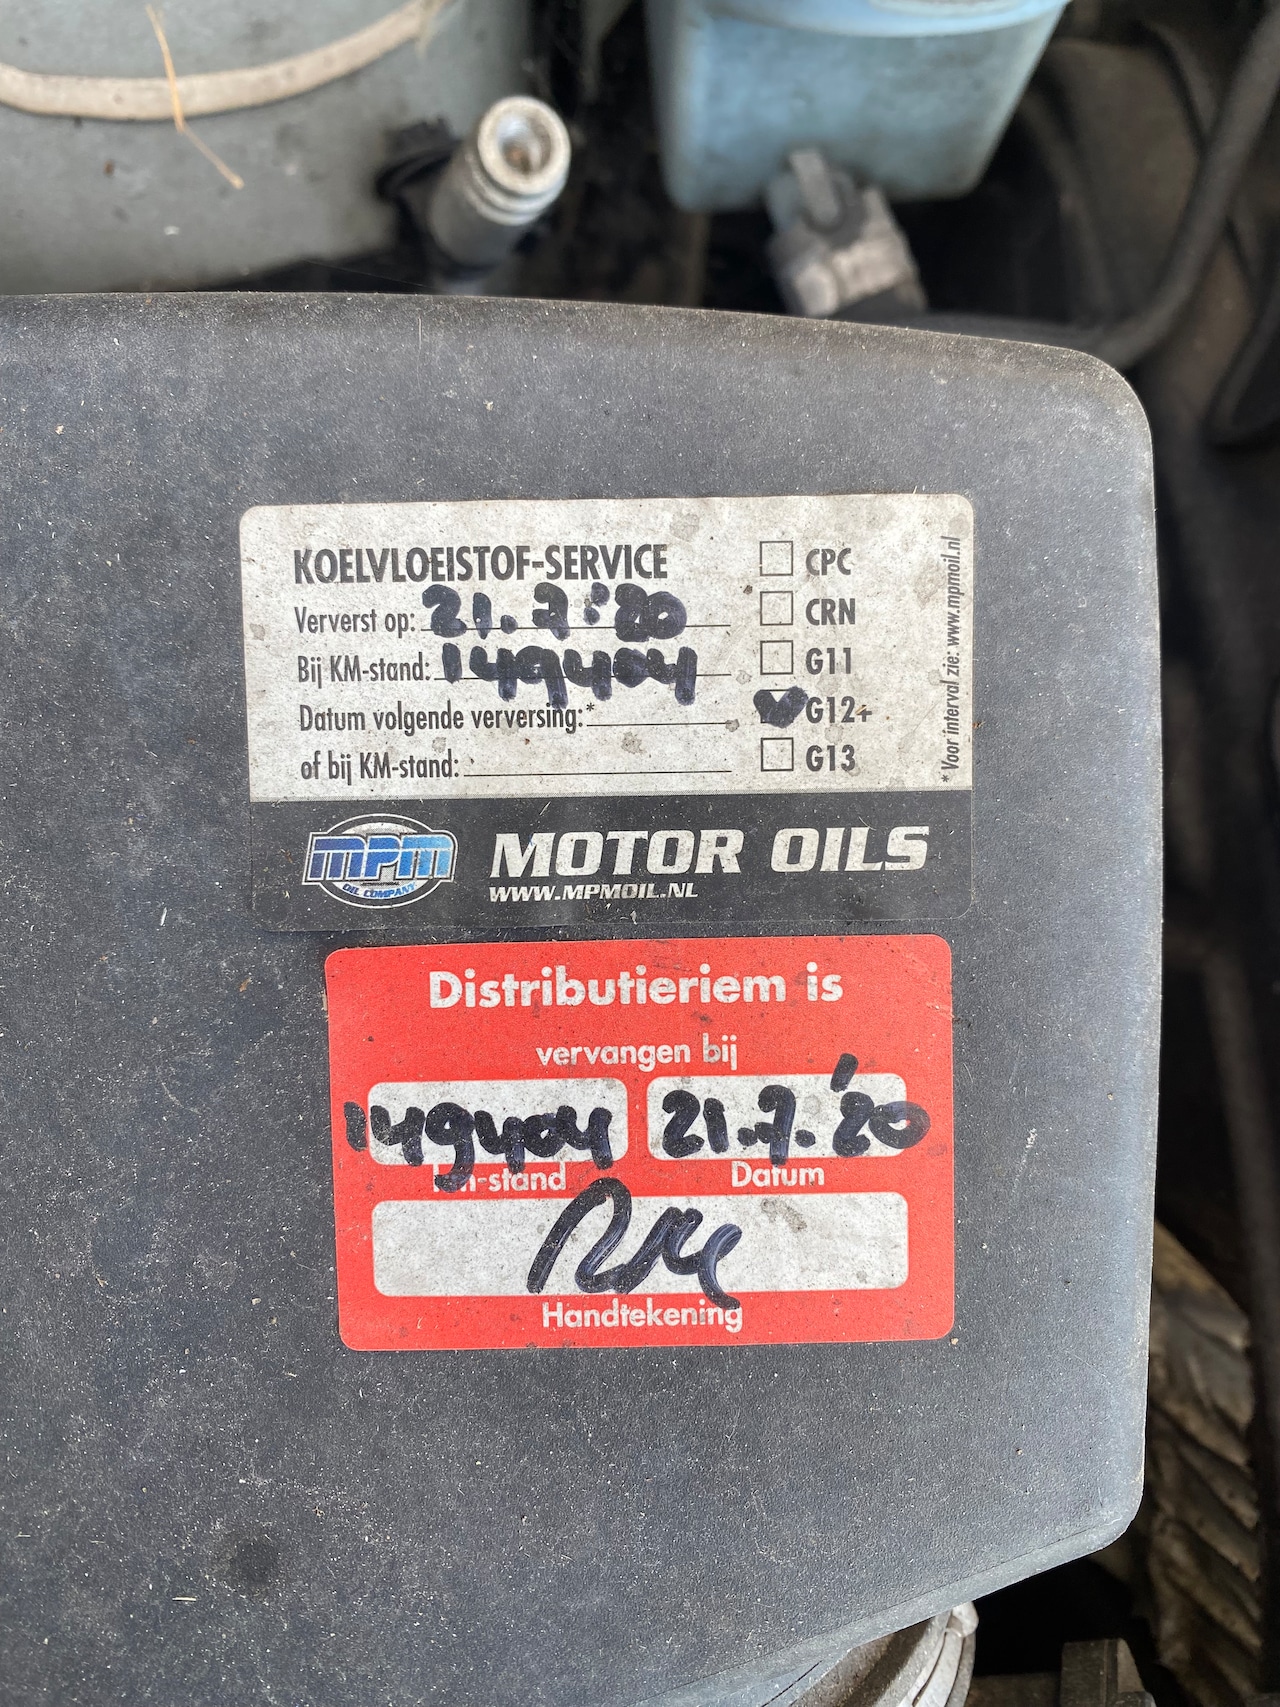 KOELVLOEISTOF-SERVICE
Ververst op: 21.7.'20
Bij KM-stand: 149404
Datum volgende verversing:*
of bij KM-stand:
CPC
CRN
G11
G12+
G13
* Voor interval zie: www.mpmoil.nl
MPM
INTERNATIONAL
OIL COMPANY
MOTOR OILS
WWW.MPMOIL.NL
Distributieriem is
vervangen bij
149404 21.7.'20
km-stand Datum
Handtekening